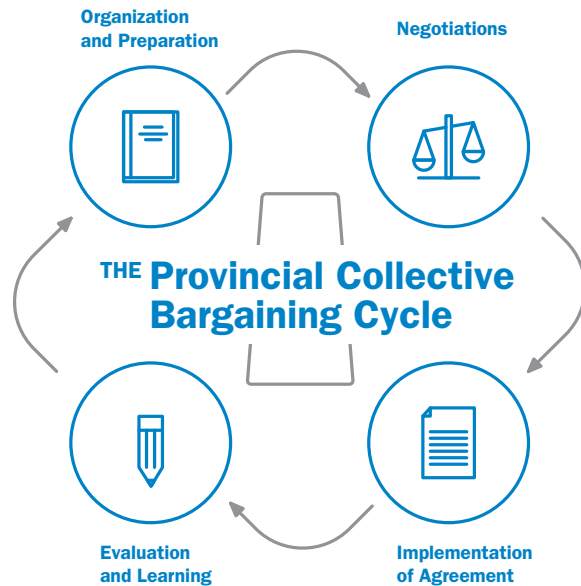 Organization
and Preparation
Negotiations
THE Provincial Collective
Bargaining Cycle
Evaluation
and Learning
Implementation
of Agreement